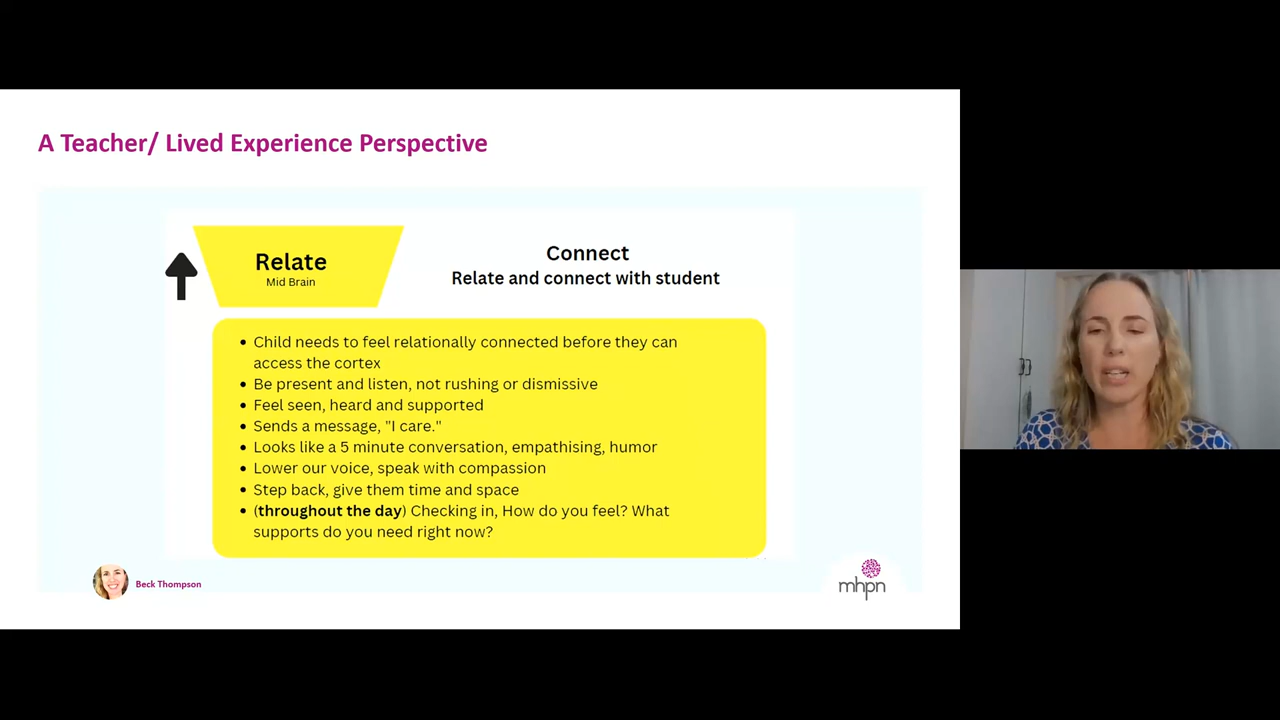 A Teacher/ Lived Experience Perspective
Relate
Mid Brain
Connect
Relate and connect with student
• Child needs to feel relationally connected before they can
access the cortex
• Be present and listen, not rushing or dismissive
• Feel seen, heard and supported
• Sends a message, "I care."
• Looks like a 5 minute conversation, empathising, humor
• Lower our voice, speak with compassion
• Step back, give them time and space
• (throughout the day) Checking in, How do you feel? What
supports do you need right now?
Beck Thompson
mhpn